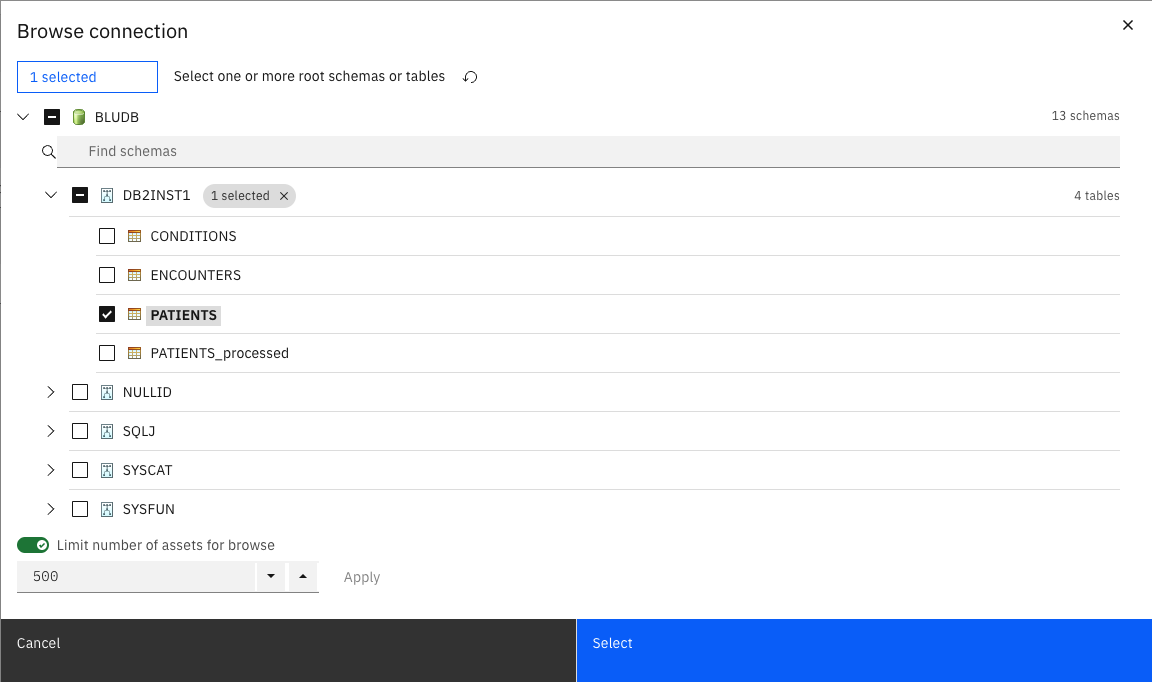 Browse connection
1 selected
Select one or more root schemas or tables
BLUDB
13 schemas
Find schemas
DB2INST1
1 selected
4 tables
CONDITIONS
ENCOUNTERS
PATIENTS
PATIENTS_processed
NULLID
SQLJ
SYSCAT
SYSFUN
Limit number of assets for browse
500
Apply
Cancel
Select